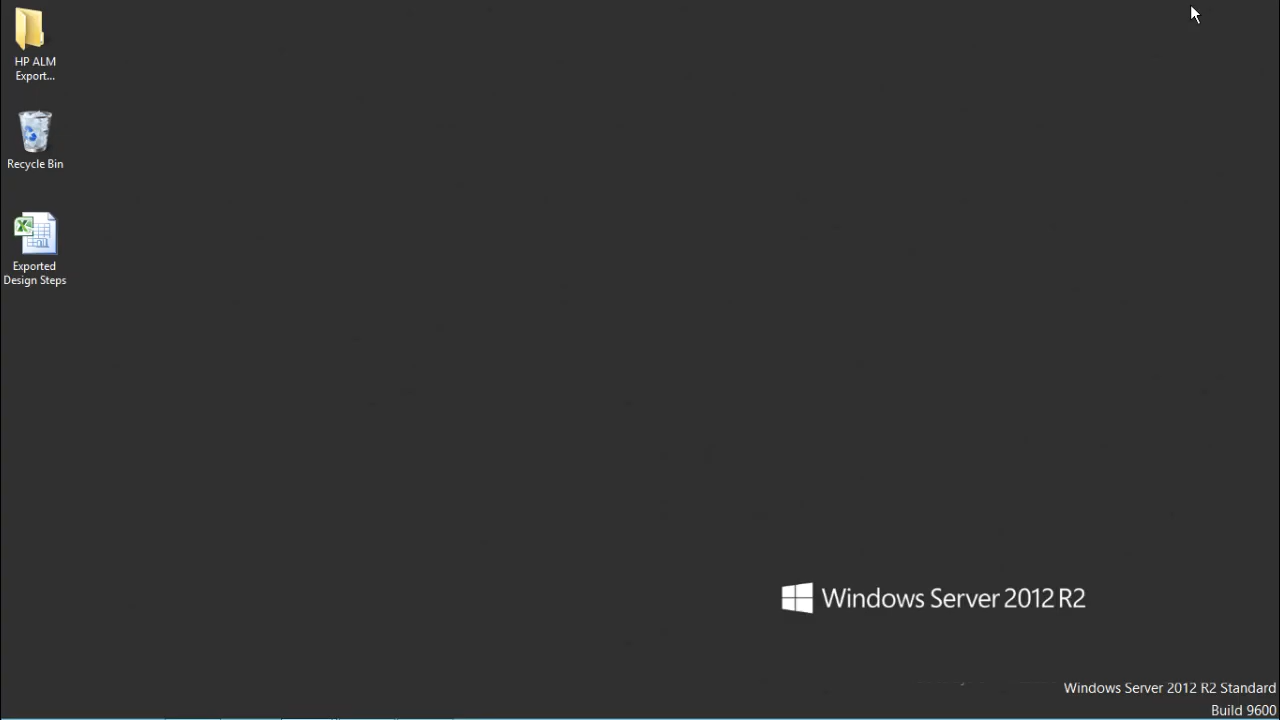 HP ALM
Export...
Recycle Bin
Exported
Design Steps
Windows Server 2012 R2
Windows Server 2012 R2 Standard
Build 9600